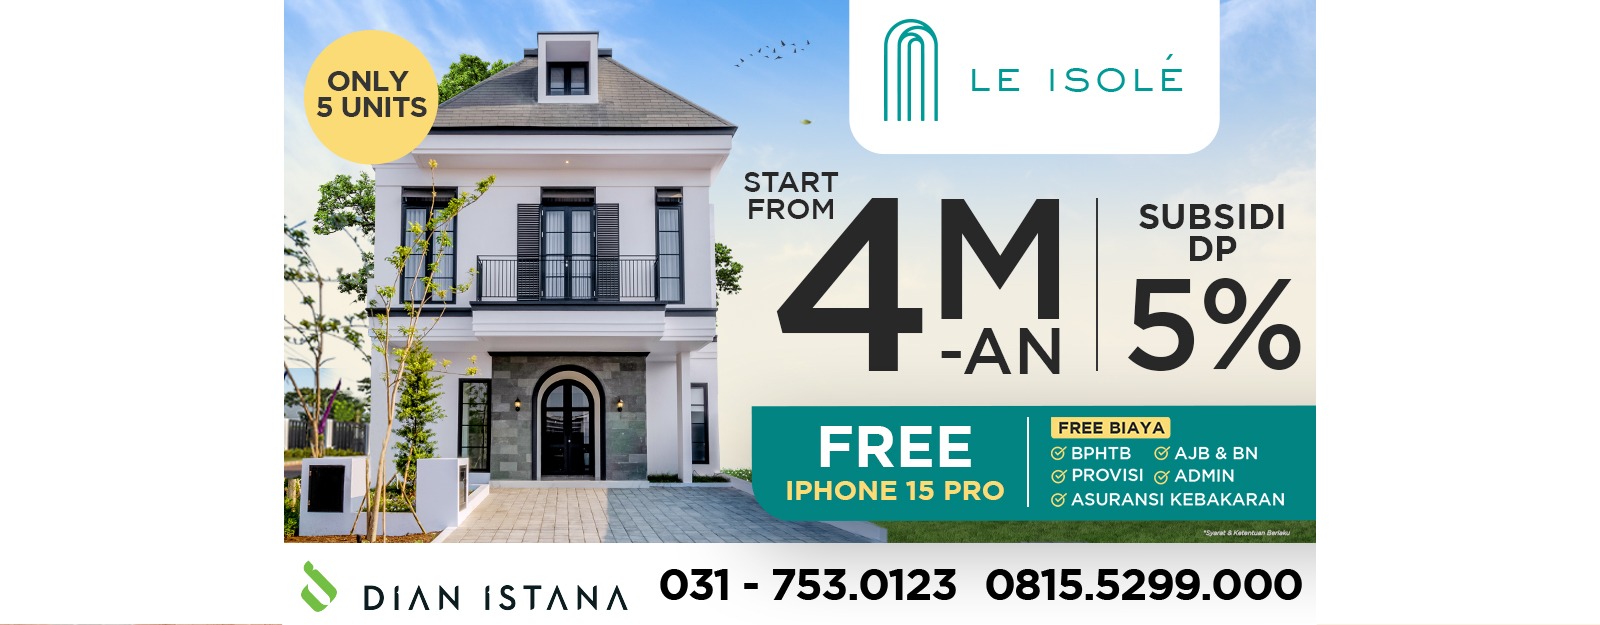 ONLY
5 UNITS
LE ISOLÉ
START
FROM
4M
-AN
SUBSIDI
DP
5%
FREE
IPHONE 15 PRO
FREE BIAYA
BPHTB AJB & BN
PROVISI ADMIN
ASURANSI KEBAKARAN
*Syarat & Ketentuan Berlaku
DIAN ISTANA
031 - 753.0123 0815.5299.000